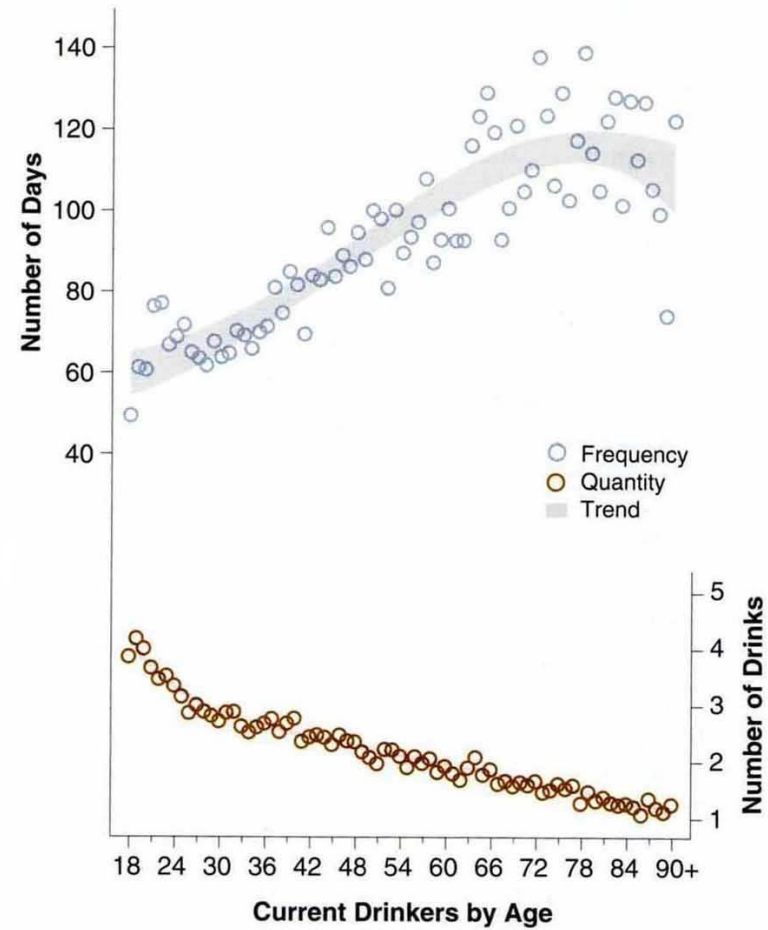 Number of Days
140
120
100
80
60
40
Frequency
Quantity
Trend
5
4
3
2
1
Number of Drinks
18 24 30 36 42 48 54 60 66 72 78 84 90+
Current Drinkers by Age